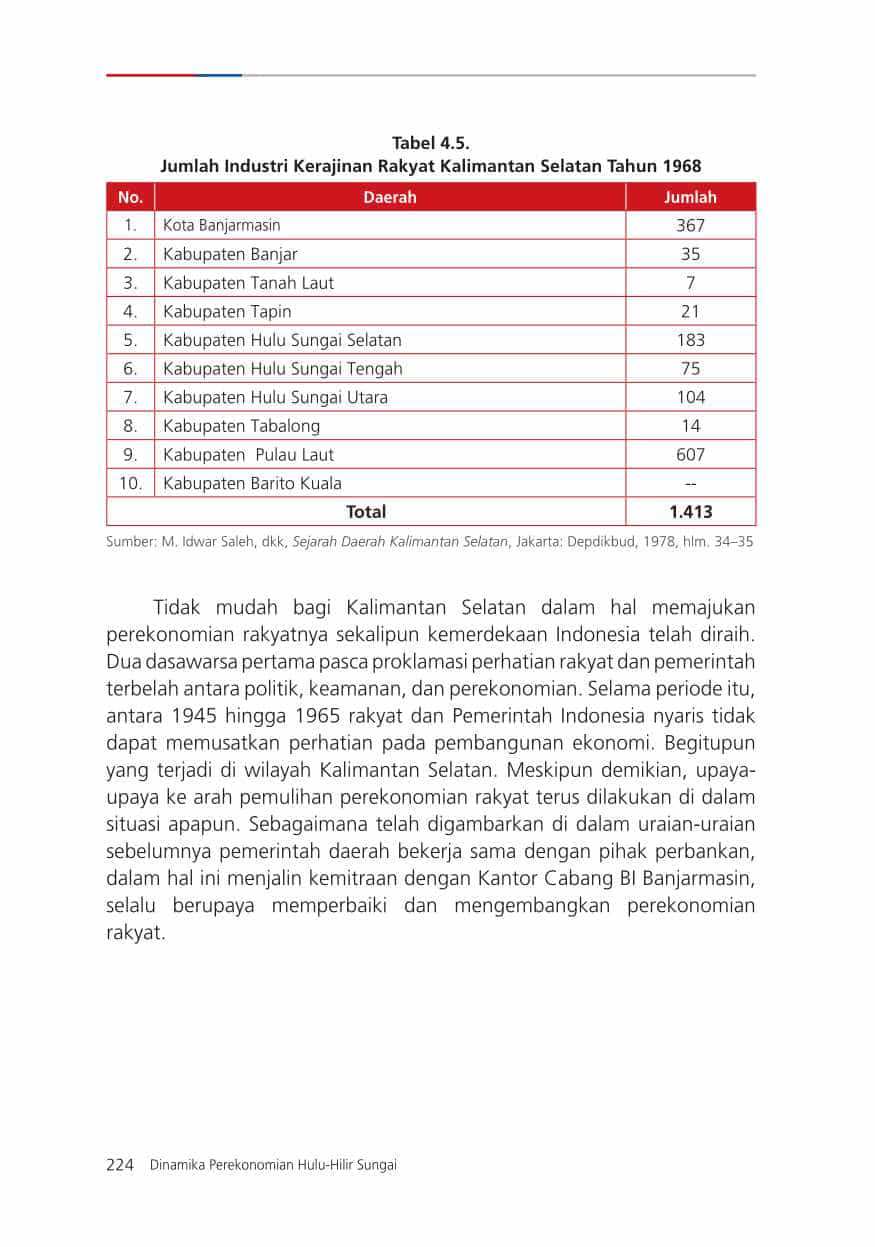 Tabel 4.5.
Jumlah Industri Kerajinan Rakyat Kalimantan Selatan Tahun 1968
No. Daerah Jumlah
1. Kota Banjarmasin 367
2. Kabupaten Banjar 35
3. Kabupaten Tanah Laut 7
4. Kabupaten Tapin 21
5. Kabupaten Hulu Sungai Selatan 183
6. Kabupaten Hulu Sungai Tengah 75
7. Kabupaten Hulu Sungai Utara 104
8. Kabupaten Tabalong 14
9. Kabupaten  Pulau Laut 607
10. Kabupaten Barito Kuala --
Total 1.413
Sumber: M. Idwar Saleh, dkk, Sejarah Daerah Kalimantan Selatan, Jakarta: Depdikbud, 1978, hlm. 34–35
Tidak mudah bagi Kalimantan Selatan dalam hal memajukan
perekonomian rakyatnya sekalipun kemerdekaan Indonesia telah diraih.
Dua dasawarsa pertama pasca proklamasi perhatian rakyat dan pemerintah
terbelah antara politik, keamanan, dan perekonomian. Selama periode itu,
antara 1945 hingga 1965 rakyat dan Pemerintah Indonesia nyaris tidak
dapat memusatkan perhatian pada pembangunan ekonomi. Begitupun
yang terjadi di wilayah Kalimantan Selatan. Meskipun demikian, upaya-
upaya ke arah pemulihan perekonomian rakyat terus dilakukan di dalam
situasi apapun. Sebagaimana telah digambarkan di dalam uraian-uraian
sebelumnya pemerintah daerah bekerja sama dengan pihak perbankan,
dalam hal ini menjalin kemitraan dengan Kantor Cabang BI Banjarmasin,
selalu berupaya memperbaiki dan mengembangkan perekonomian
rakyat.
224 Dinamika Perekonomian Hulu-Hilir Sungai